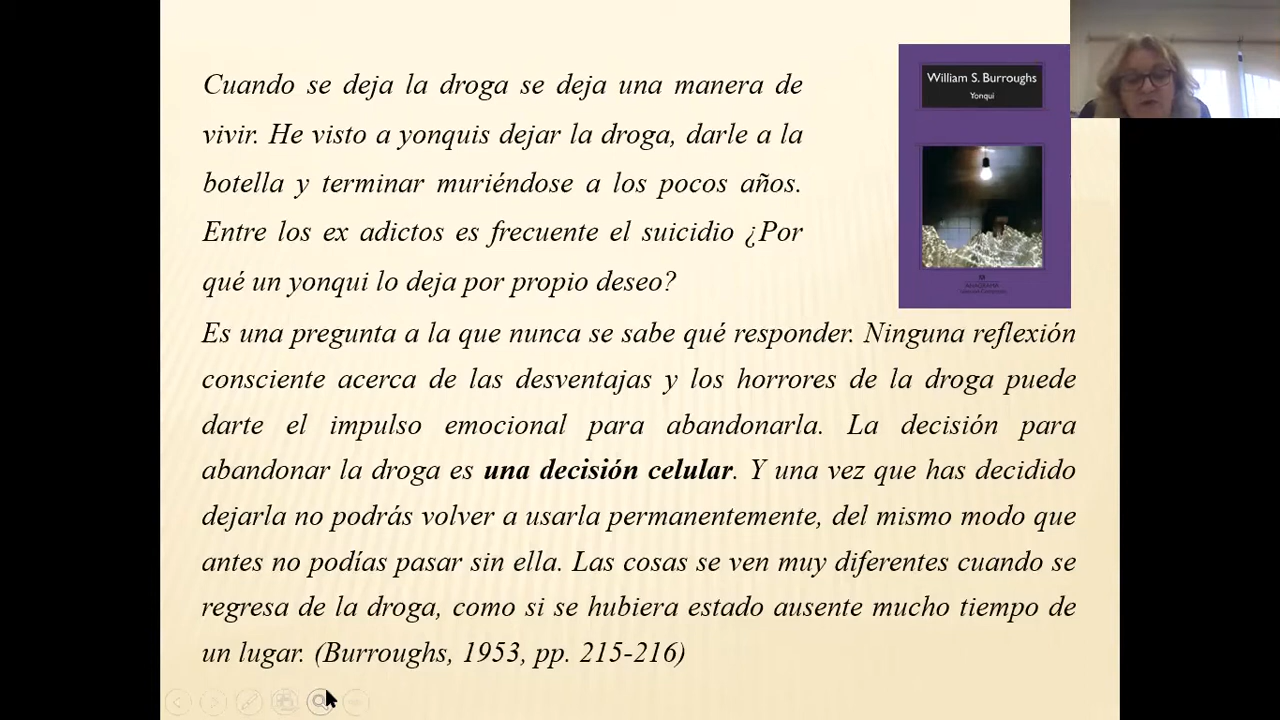 Cuando se deja la droga se deja una manera de
vivir. He visto a yonquis dejar la droga, darle a la
botella y terminar muriéndose a los pocos años.
Entre los ex adictos es frecuente el suicidio ¿Por
qué un yonqui lo deja por propio deseo?
William S. Burroughs
Yonqui
ANAGRAMA
Es una pregunta a la que nunca se sabe qué responder. Ninguna reflexión
consciente acerca de las desventajas y los horrores de la droga puede
darte el impulso emocional para abandonarla. La decisión para
abandonar la droga es una decisión celular. Y una vez que has decidido
dejarla no podrás volver a usarla permanentemente, del mismo modo que
antes no podías pasar sin ella. Las cosas se ven muy diferentes cuando se
regresa de la droga, como si se hubiera estado ausente mucho tiempo de
un lugar. (Burroughs, 1953, pp. 215-216)